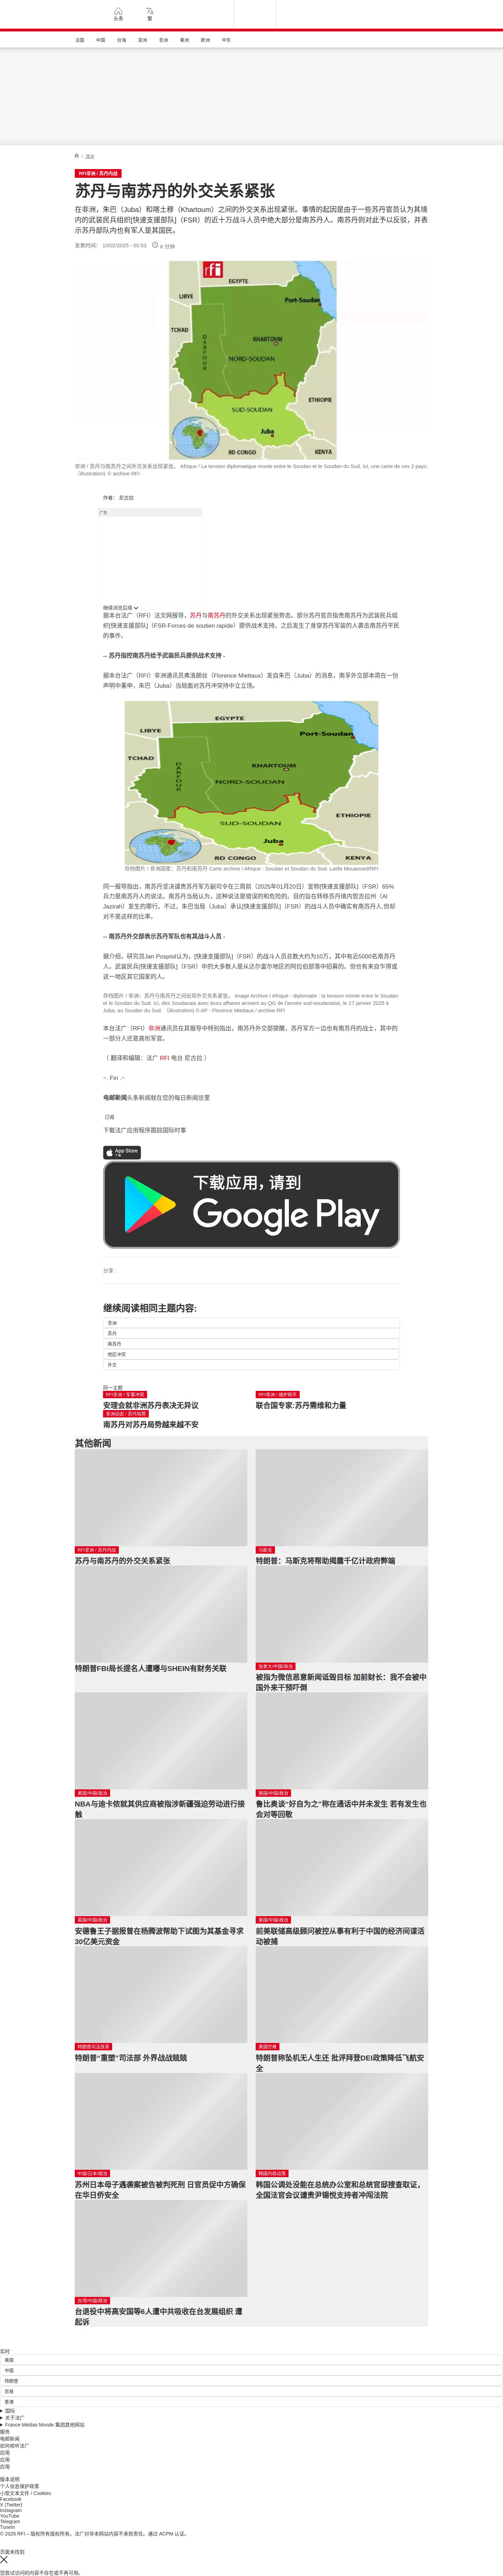 头条
繁
法国
中国
台海
亚洲
非洲
美洲
欧洲
中东
/ 政治
RFI非洲 / 苏丹内战
苏丹与南苏丹的外交关系紧张
在非洲，朱巴（Juba）和喀土穆（Khartoum）之间的外交关系出现紧张。事情的起因是由于一些苏丹官员认为其境
内的武装民兵组织[快速支援部队]（FSR）的近十万战斗人员中绝大部分是南苏丹人。南苏丹则对此予以反驳，并表
示苏丹部队内也有军人是其国民。
发表时间： 10/02/2025 - 00:53 6 分钟
rfi
EGYPTE
LIBYE
Port-Soudan
TCHAD
DARFOUR
KHARTOUM
NORD-SOUDAN
ETHIOPIE
SUD-SOUDAN
Juba
RD CONGO
KENYA
非洲 / 苏丹与南苏丹之间外交关系出现紧张。 Afrique / La tension diplomatique monte entre le Soudan et le Soudan du Sud. Ici, une carte de ces 2 pays.
（Illustration) © archive RFI
作者： 尼古拉
广告
继续浏览后续
据本台法广（RFI）法文网报导，苏丹与南苏丹的外交关系出现紧张势态。部分苏丹官员指责南苏丹为武装民兵组
织[快速支援部队]（FSR-Forces de soutien rapide）提供战术支持，之后发生了身穿苏丹军装的人袭击南苏丹平民
的事件。
-- 苏丹指控南苏丹给予武装民兵提供战术支持 -
据本台法广（RFI）非洲通讯员弗洛朗丝（Florence Miettaux）发自朱巴（Juba）的消息，南孚外交部本周在一份
声明中重申，朱巴（Juba）当局面对苏丹冲突持中立立场。
EGYPTE
LIBYE
Port-Soudan
TCHAD
DARFOUR
KHARTOUM
NORD-SOUDAN
SUD-SOUDAN
ETHIOPIE
Juba
RD CONGO
KENYA
存档图片 / 非洲国家：苏丹和南苏丹 Carte archive / Afrique : Soudan et Soudan du Sud. Latifa Mouaoued/RFI
同一报导指出，南苏丹坚决谴责苏丹军方副司令在三周前（2025年01月20日）宣称[快速支援部队]（FSR）65%
兵力是南苏丹人的说法。南苏丹当局认为，这种说法是错误的和危险的。目的旨在转移苏丹境内哲吉拉州（Al
Jazirah）发生的罪行。不过，朱巴当局（Juba）承认[快速支援部队]（FSR）的战斗人员中确实有南苏丹人,但却
对不是这样的比率。
-- 南苏丹外交部表示苏丹军队也有其战斗人员 -
据介绍，研究员Jan Pospisil认为，[快速支援部队]（FSR）的战斗人员总数大约为10万，其中有近5000名南苏丹
人。武装民兵[快速支援部队]（FSR）中的大多数人是从达尔富尔地区的阿拉伯部落中招募的。但也有来自乍得或
这一地区其它国家的人。
存档图片 / 非洲：苏丹与南苏丹之间出现外交关系紧张。 Image Archive / Afrique - diplomatie : la tension monte entre le Soudan
et le Soudan du Sud. Ici, des Soudanais avec leurs affaires arrivent au QG de l'armée sud-soudanaise, le 17 janvier 2025 à
Juba, au Soudan du Sud. （Illustration) © AP - Florence Miettaux / archive RFI
本台法广（RFI）非洲通讯员在其报导中特别指出，南苏丹外交部提醒，苏丹军方一边也有南苏丹的战士，其中的
一部分人还是高衔军官。
（ 翻译和编辑：法广 RFI 电台 尼古拉 ）
~. Fin .~
电邮新闻头条新闻就在您的每日新闻信里
订阅
下载法广应用程序跟踪国际时事
App Store
下载
下载应用，请到
Google Play
分享：
继续阅读相同主题内容:
非洲
苏丹
南苏丹
地区冲突
外交
同一主题
RFI非洲 / 军事冲突
安理会就非洲苏丹表决无异议
RFI非洲 / 维护和平
联合国专家:苏丹需维和力量
非洲动态 / 苏丹局势
南苏丹对苏丹局势越来越不安
其他新闻
RFI非洲 / 苏丹内战
苏丹与南苏丹的外交关系紧张
马斯克
特朗普：马斯克将帮助揭露千亿计政府弊端
特朗普FBI局长提名人遭曝与SHEIN有财务关联
加拿大/中国/政治
被指为微信恶意新闻诋毁目标 加前财长：我不会被中
国外来干预吓倒
美国/中国/政治
NBA与迪卡侬就其供应商被指涉新疆强迫劳动进行接
触
美国/中国/政治
鲁比奥谈“好自为之”称在通话中并未发生 若有发生也
会对等回敬
英国/中国/政治
安德鲁王子据报曾在杨腾波帮助下试图为其基金寻求
30亿美元资金
美国/中国/政治
前美联储高级顾问被控从事有利于中国的经济间谍活
动被捕
特朗普司法改革
特朗普“重塑”司法部 外界战战兢兢
美国空难
特朗普称坠机无人生还 批评拜登DEI政策降低飞航安
全
中国/日本/政治
苏州日本母子遇袭案被告被判死刑 日官员促中方确保
在华日侨安全
韩国内政动荡
韩国公调处没能在总统办公室和总统官邸搜查取证，
全国法官会议谴责尹锡悦支持者冲闯法院
台湾/中国/政治
台退役中将高安国等6人遭中共吸收在台发展组织 遭
起诉
实时
美国
中国
特朗普
贸易
香港
国际
关于法广
France Médias Monde 集团其他网站
服务
电邮新闻
如何收听法广
应用
应用
应用
版本说明
个人信息保护政策
小型文本文件 / Cookies
Facebook
X (Twitter)
Instagram
YouTube
Telegram
TuneIn
© 2025 RFI – 版权所有版权所有。法广对非本网站内容不承担责任。通过 ACPM 认证。
页面未找到
您尝试访问的内容不存在或不再可用。